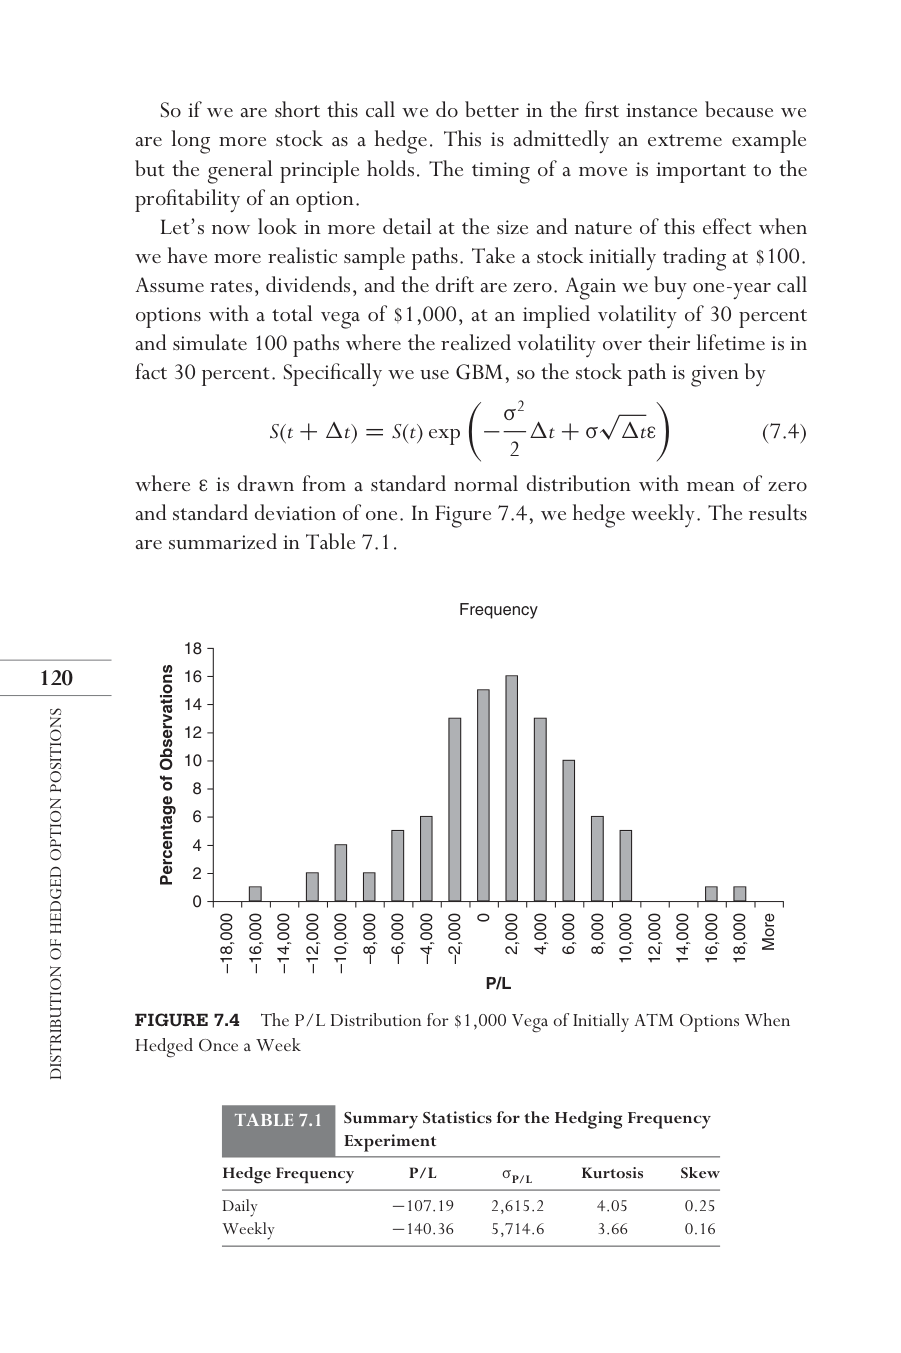 So if we are short this call we do better in the first instance because we
are long more stock as a hedge. This is admittedly an extreme example
but the general principle holds. The timing of a move is important to the
profitability of an option.
Let's now look in more detail at the size and nature of this effect when
we have more realistic sample paths. Take a stock initially trading at $100.
Assume rates, dividends, and the drift are zero. Again we buy one-year call
options with a total vega of $1,000, at an implied volatility of 30 percent
and simulate 100 paths where the realized volatility over their lifetime is in
fact 30 percent. Specifically we use GBM, so the stock path is given by
S(t + Δt) = S(t) exp(−σ²/2 Δt + σ√Δtε) (7.4)
where ε is drawn from a standard normal distribution with mean of zero
and standard deviation of one. In Figure 7.4, we hedge weekly. The results
are summarized in Table 7.1.
120
DISTRIBUTION OF HEDGED OPTION POSITIONS
Frequency
Percentage of Observations
18
16
14
12
10
8
6
4
2
0
−18,000
−16,000
−14,000
−12,000
−10,000
−8,000
−6,000
−4,000
−2,000
0
2,000
4,000
6,000
8,000
10,000
12,000
14,000
16,000
18,000
More
P/L
FIGURE 7.4 The P/L Distribution for $1,000 Vega of Initially ATM Options When
Hedged Once a Week
TABLE 7.1 Summary Statistics for the Hedging Frequency
Experiment
Hedge Frequency P/L σP/L Kurtosis Skew
Daily −107.19 2,615.2 4.05 0.25
Weekly −140.36 5,714.6 3.66 0.16